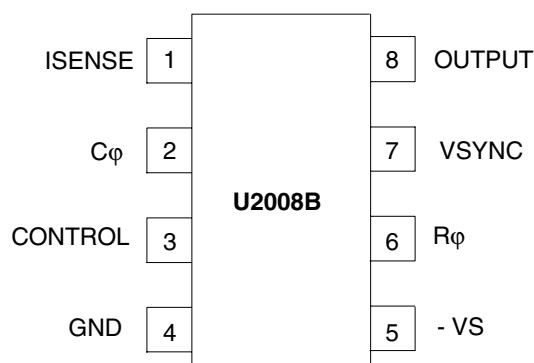 ISENSE 1 8 OUTPUT
Cφ 2 7 VSYNC
U2008B
CONTROL 3 6 Rφ
GND 4 5 - VS